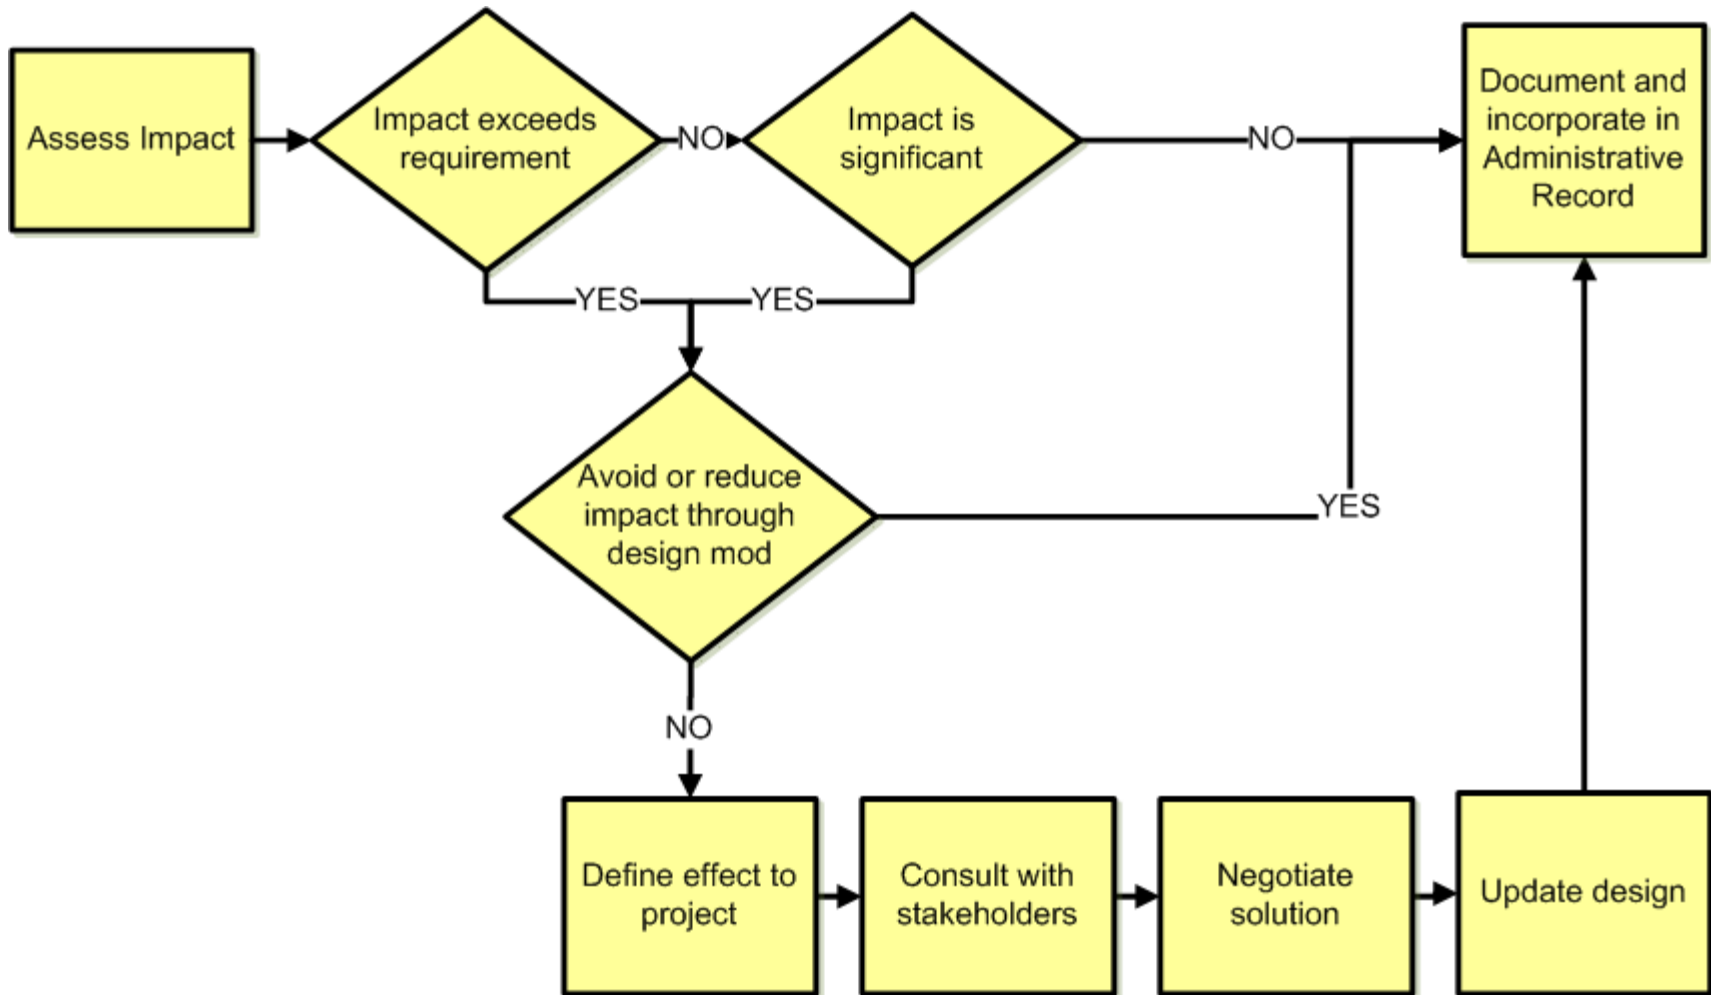 Assess Impact
Impact exceeds
requirement
NO
Impact is
significant
NO
Document and
incorporate in
Administrative
Record
YES
YES
Avoid or reduce
impact through
design mod
YES
NO
Define effect to
project
Consult with
stakeholders
Negotiate
solution
Update design